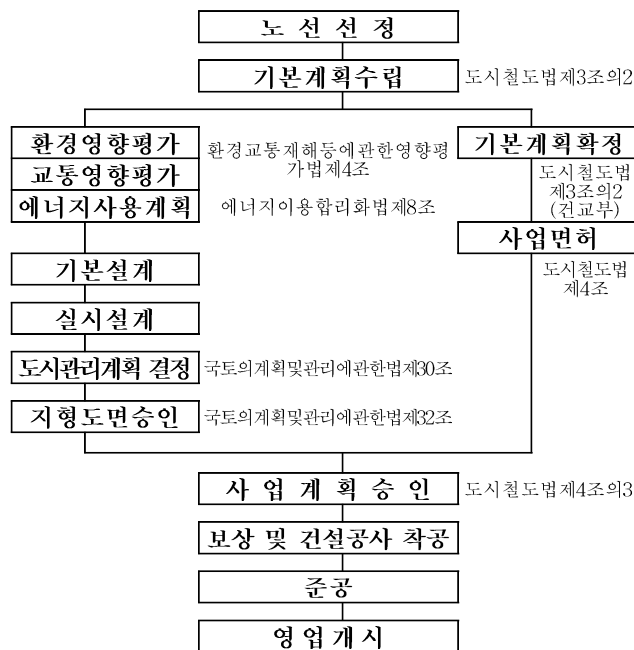 노 선 선 정
기본계획수립
도시철도법제3조의2
환경영향평가
환경교통재해등에관한영향평
가법제4조
교통영향평가
에너지사용계획
에너지이용합리화법제8조
기본계획확정
도시철도법
제3조의2
(건교부)
사업면허
도시철도법
제4조
기본설계
실시설계
도시관리계획 결정
국토의계획및관리에관한법제30조
지형도면승인
국토의계획및관리에관한법제32조
사 업 계 획 승 인
도시철도법제4조의3
보상 및 건설공사 착공
준공
영 업 개 시